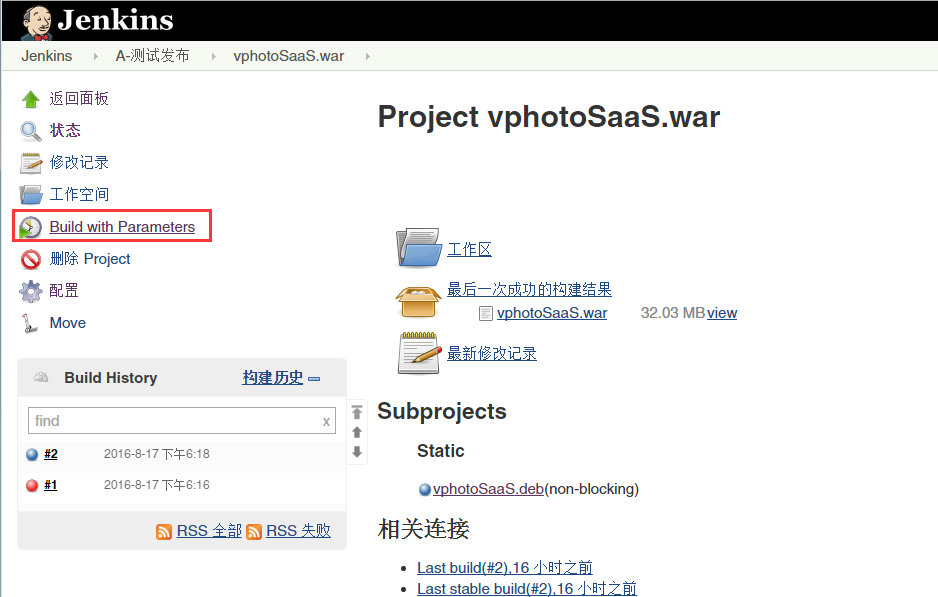 Jenkins
Jenkins A-测试发布 vphotoSaaS.war
返回面板
状态
修改记录
工作空间
Build with Parameters
删除 Project
配置
Move
Build History 构建历史
find x
#2 2016-8-17 下午6:18
#1 2016-8-17 下午6:16
RSS 全部 RSS 失败
Project vphotoSaaS.war
工作区
最后一次成功的构建结果
vphotoSaaS.war 32.03 MB view
最新修改记录
Subprojects
Static
vphotoSaaS.deb(non-blocking)
相关连接
Last build(#2),16 小时之前
Last stable build(#2),16 小时之前